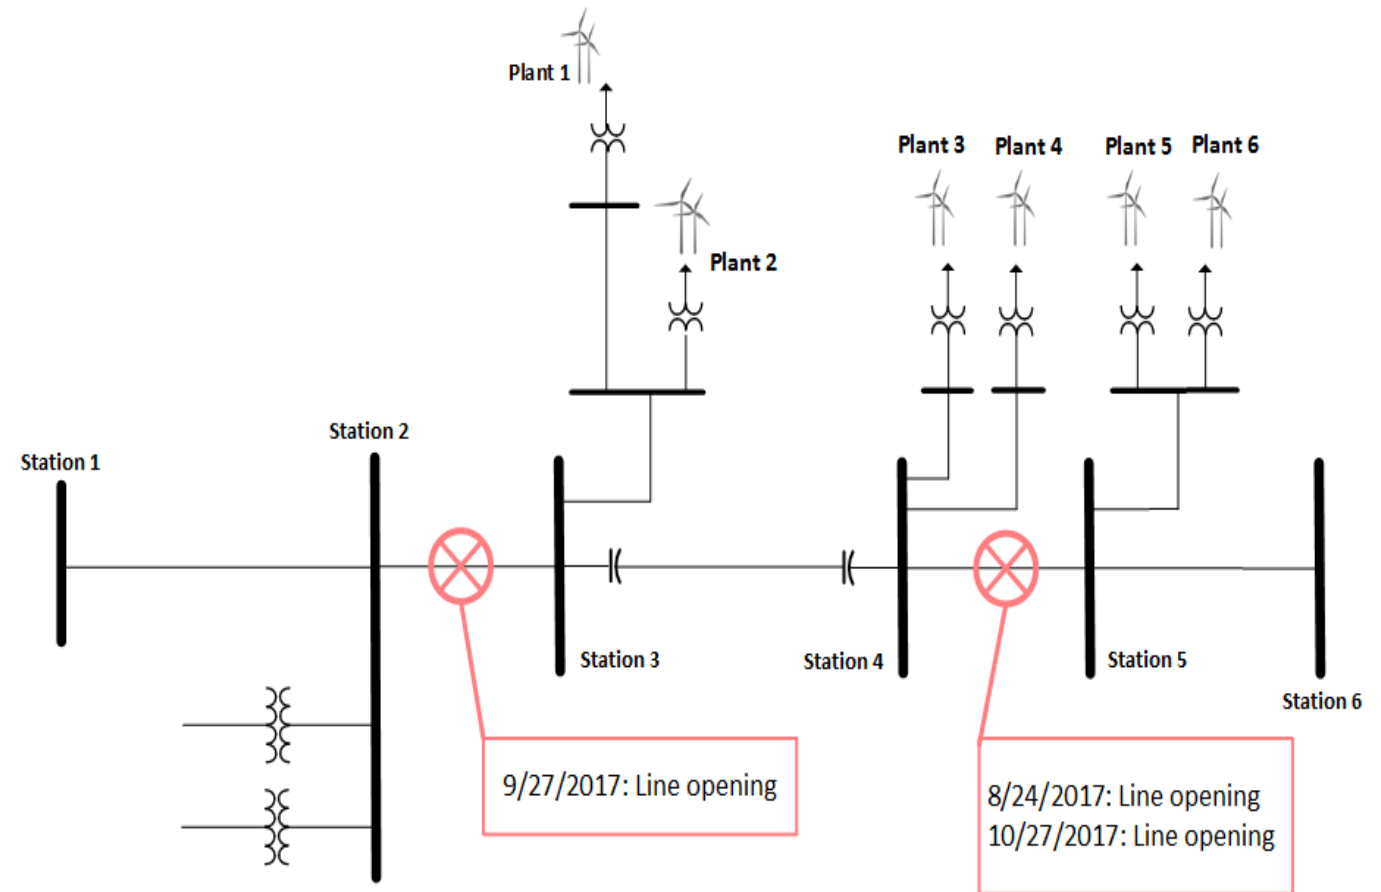 Plant 1
Plant 2
Plant 3
Plant 4
Plant 5
Plant 6
Station 1
Station 2
Station 3
Station 4
Station 5
Station 6
9/27/2017: Line opening
8/24/2017: Line opening
10/27/2017: Line opening